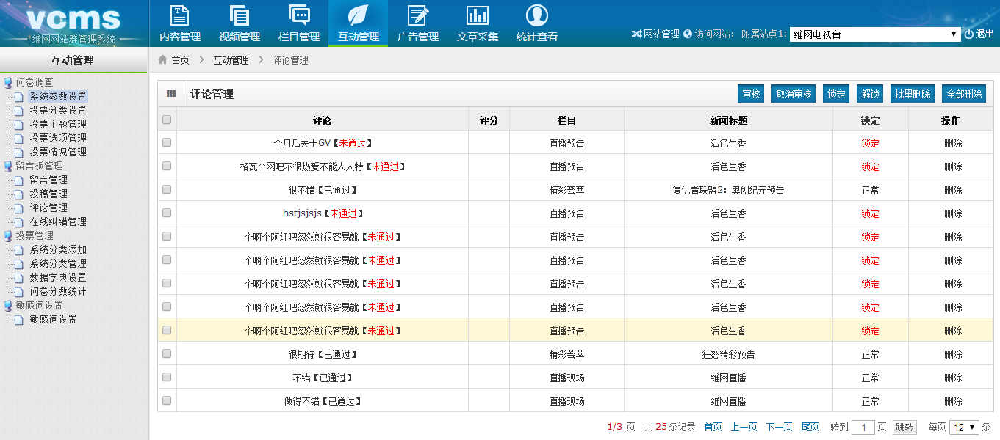 vcms
维网网站群管理系统
内容管理 视频管理 栏目管理 互动管理 广告管理 文章采集 统计查看
网站管理 访问网站: 附属站点1: 维网电视台 退出
互动管理
首页 互动管理 评论管理
问卷调查
系统参数设置
投票分类设置
投票主题管理
投票选项管理
投票情况管理
留言板管理
留言管理
投稿管理
评论管理
在线纠错管理
投票管理
系统分类添加
系统分类管理
数据字典设置
问卷分数统计
敏感词设置
敏感词设置
评论管理 审核 取消审核 锁定 解锁 批量删除 全部删除
评论 评分 栏目 新闻标题 锁定 操作
个月后关于GV【未通过】 直播预告 活色生香 锁定 删除
格瓦个网吧不很热爱不能人人特【未通过】 直播预告 活色生香 锁定 删除
很不错【已通过】 精彩荟萃 复仇者联盟2：奥创纪元预告 正常 删除
hstjsjsjs【未通过】 直播预告 活色生香 锁定 删除
个啊个阿红吧忽然就很容易就【未通过】 直播预告 活色生香 锁定 删除
个啊个阿红吧忽然就很容易就【未通过】 直播预告 活色生香 锁定 删除
个啊个阿红吧忽然就很容易就【未通过】 直播预告 活色生香 锁定 删除
个啊个阿红吧忽然就很容易就【未通过】 直播预告 活色生香 锁定 删除
个啊个阿红吧忽然就很容易就【未通过】 直播预告 活色生香 锁定 删除
很期待【已通过】 精彩荟萃 狂怒精彩预告 正常 删除
不错【已通过】 直播现场 维网直播 正常 删除
做得不错【已通过】 直播现场 维网直播 正常 删除
1/3 页 共 25 条记录 首页 上一页 下一页 尾页 转到 1 页 跳转 每页 12 条